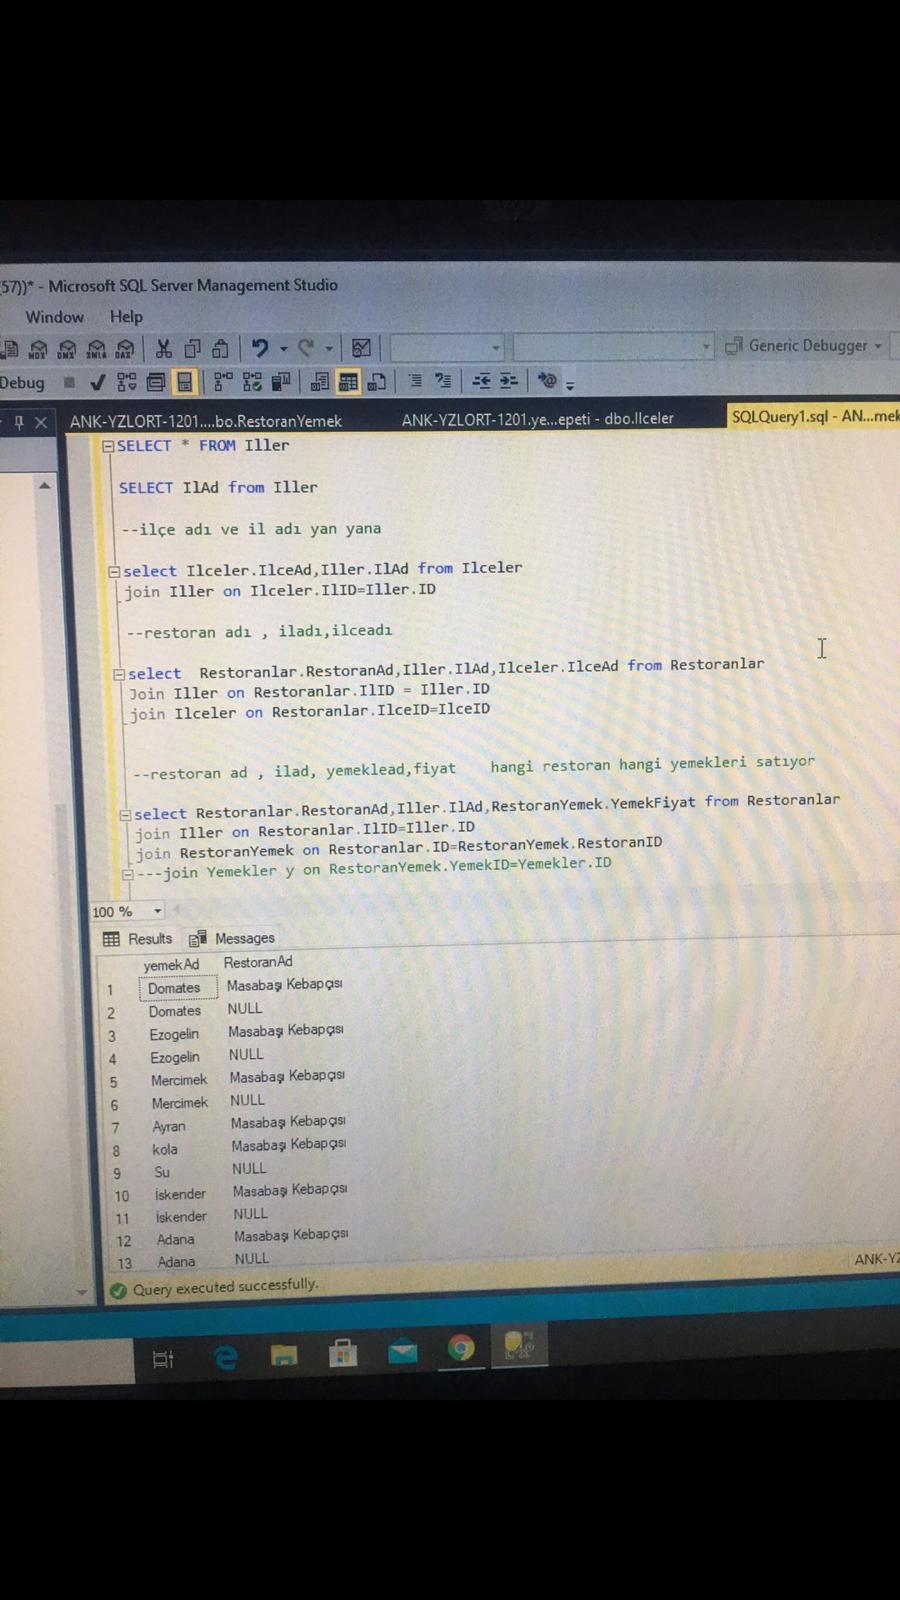 57))* - Microsoft SQL Server Management Studio
Window Help
MDX DMX XMLA DAX
Generic Debugger
Debug
ANK-YZLORT-1201....bo.RestoranYemek ANK-YZLORT-1201.ye...epeti - dbo.Ilceler SQLQuery1.sql - AN...mek
SELECT * FROM Iller
SELECT IlAd from Iller
--ilçe adı ve il adı yan yana
select Ilceler.IlceAd,Iller.IlAd from Ilceler
join Iller on Ilceler.IlID=Iller.ID
--restoran adı , iladı,ilceadı
select Restoranlar.RestoranAd,Iller.IlAd,Ilceler.IlceAd from Restoranlar
Join Iller on Restoranlar.IlID = Iller.ID
join Ilceler on Restoranlar.IlceID=IlceID
--restoran ad , ilad, yemeklead,fiyat hangi restoran hangi yemekleri satıyor
select Restoranlar.RestoranAd,Iller.IlAd,RestoranYemek.YemekFiyat from Restoranlar
join Iller on Restoranlar.IlID=Iller.ID
join RestoranYemek on Restoranlar.ID=RestoranYemek.RestoranID
---join Yemekler y on RestoranYemek.YemekID=Yemekler.ID
100 %
Results Messages
yemekAd RestoranAd
1 Domates Masabaşı Kebapçısı
2 Domates NULL
3 Ezogelin Masabaşı Kebapçısı
4 Ezogelin NULL
5 Mercimek Masabaşı Kebapçısı
6 Mercimek NULL
7 Ayran Masabaşı Kebapçısı
8 kola Masabaşı Kebapçısı
9 Su NULL
10 İskender Masabaşı Kebapçısı
11 İskender NULL
12 Adana Masabaşı Kebapçısı
13 Adana NULL
Query executed successfully. ANK-YZ